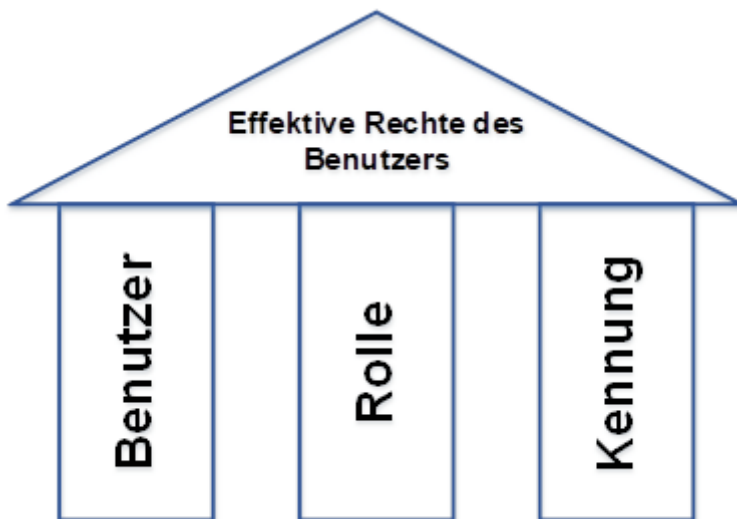 Effektive Rechte des
Benutzers
Benutzer
Rolle
Kennung